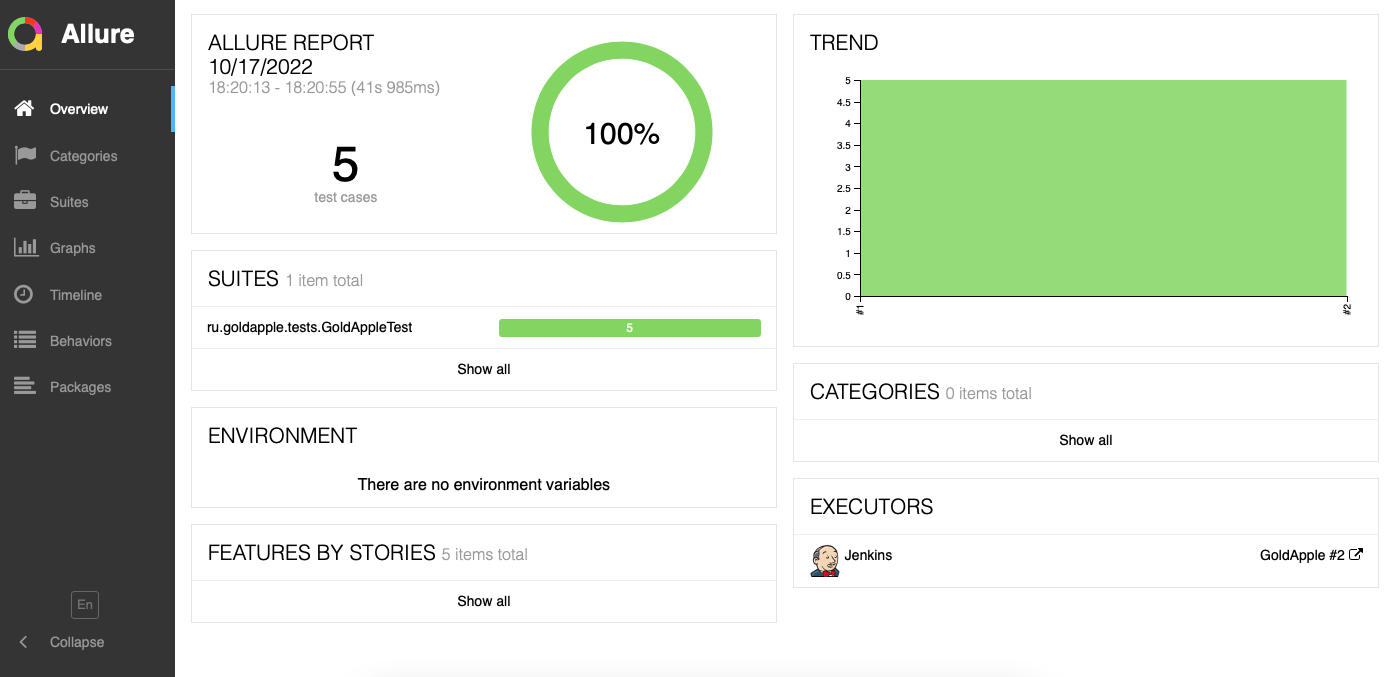 Allure
Overview
Categories
Suites
Graphs
Timeline
Behaviors
Packages
En
Collapse
ALLURE REPORT
10/17/2022
18:20:13 - 18:20:55 (41s 985ms)
5
test cases
100%
SUITES 1 item total
ru.goldapple.tests.GoldAppleTest 5
Show all
ENVIRONMENT
There are no environment variables
FEATURES BY STORIES 5 items total
Show all
TREND
5
4.5
4
3.5
3
2.5
2
1.5
1
0.5
0
#1
#2
CATEGORIES 0 items total
Show all
EXECUTORS
Jenkins GoldApple #2